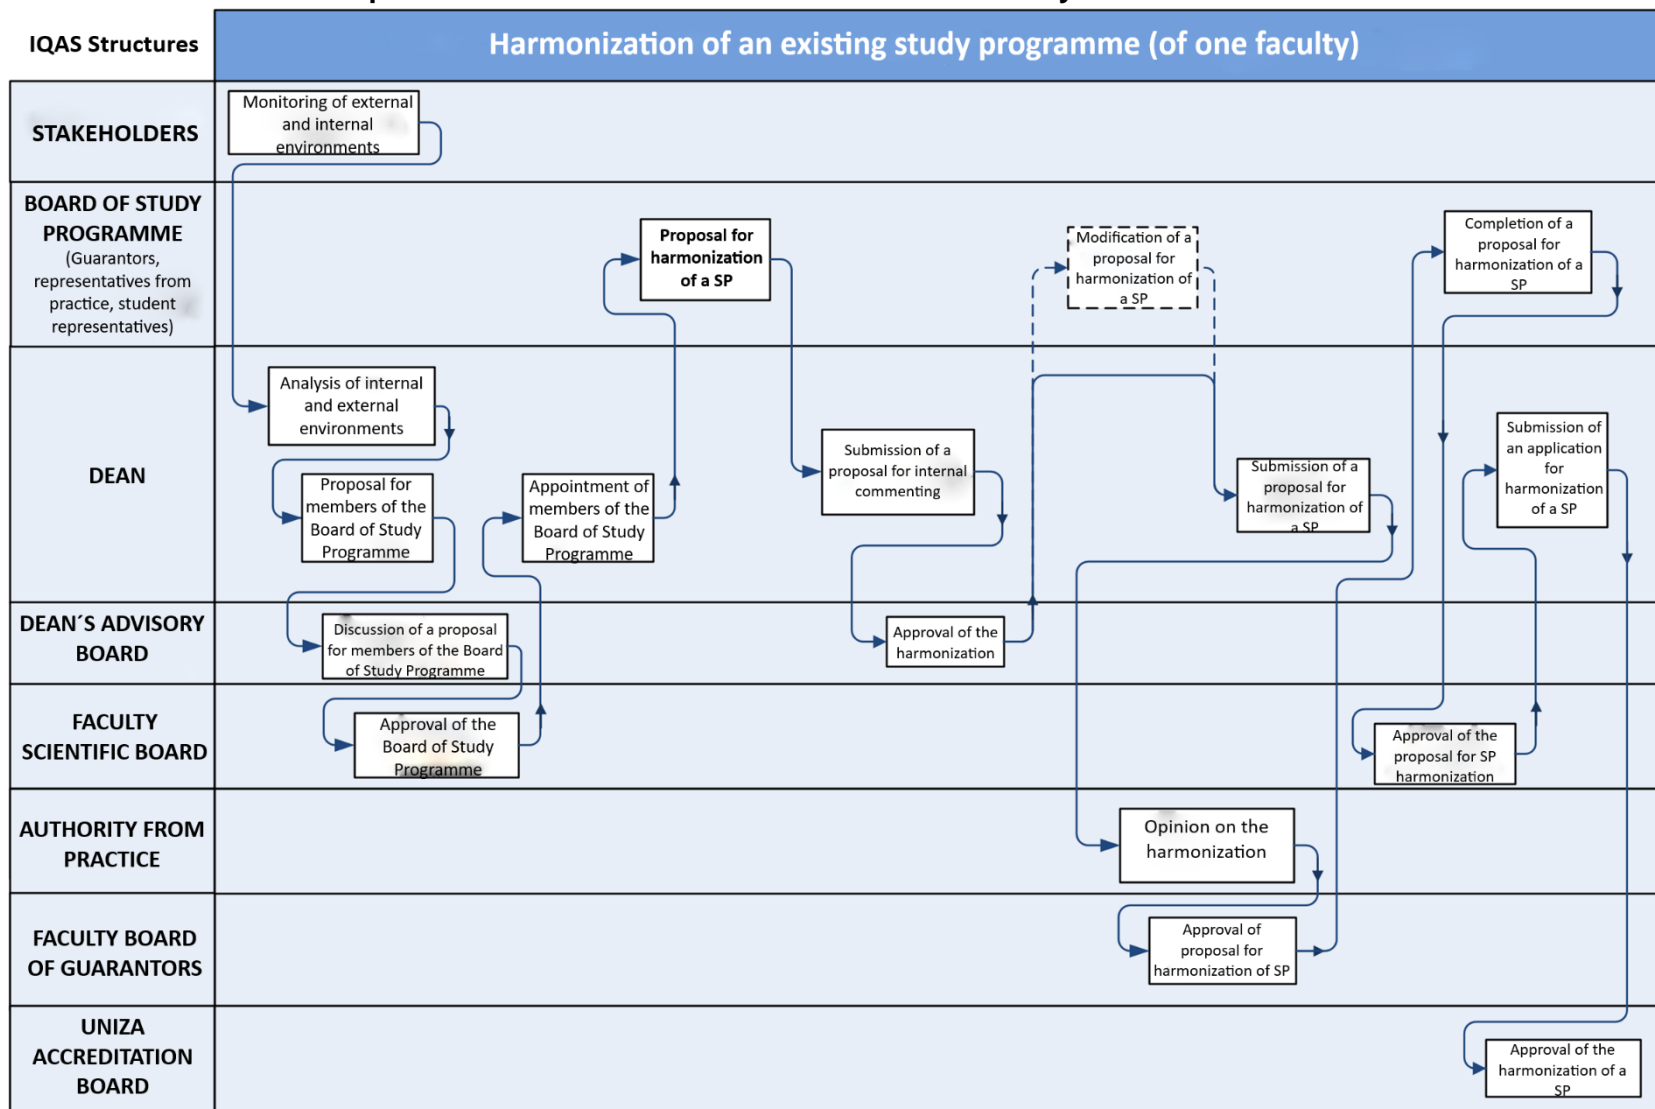 IQAS Structures
Harmonization of an existing study programme (of one faculty)
STAKEHOLDERS
Monitoring of external
and internal
environments
BOARD OF STUDY
PROGRAMME
(Guarantors,
representatives from
practice, student
representatives)
Proposal for
harmonization
of a SP
Modification of a
proposal for
harmonization of
a SP
Completion of a
proposal for
harmonization of a
SP
DEAN
Analysis of internal
and external
environments
Proposal for
members of the
Board of Study
Programme
Appointment of
members of the
Board of Study
Programme
Submission of a
proposal for internal
commenting
Submission of a
proposal for
harmonization of
a SP
Submission of
an application
for
harmonization
of a SP
DEAN´S ADVISORY
BOARD
Discussion of a proposal
for members of the Board
of Study Programme
Approval of the
harmonization
FACULTY
SCIENTIFIC BOARD
Approval of the
Board of Study
Programme
Approval of the
proposal for SP
harmonization
AUTHORITY FROM
PRACTICE
Opinion on the
harmonization
FACULTY BOARD
OF GUARANTORS
Approval of
proposal for
harmonization of SP
UNIZA
ACCREDITATION
BOARD
Approval of the
harmonization of a
SP